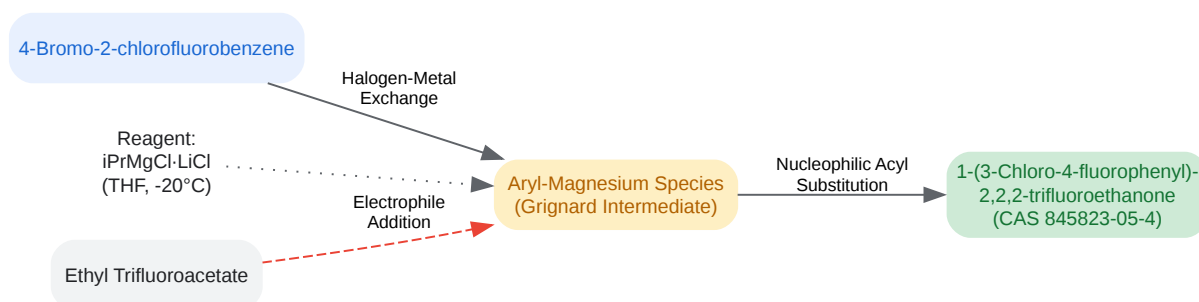 4-Bromo-2-chlorofluorobenzene
Halogen-Metal
Exchange
Reagent:
iPrMgCl·LiCl
(THF, -20°C)
Electrophile
Addition
Ethyl Trifluoroacetate
Aryl-Magnesium Species
(Grignard Intermediate)
Nucleophilic Acyl
Substitution
1-(3-Chloro-4-fluorophenyl)-
2,2,2-trifluoroethanone
(CAS 845823-05-4)